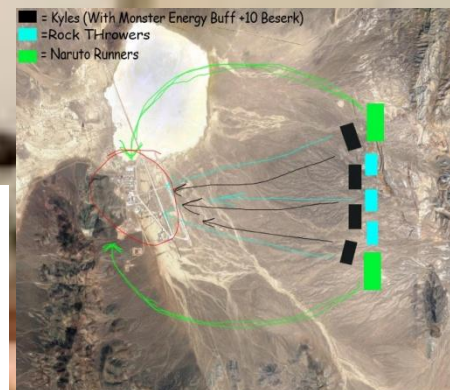 = Kyles (With Monster Energy Buff +10 Beserk)
=Rock THrowers
= Naruto Runners